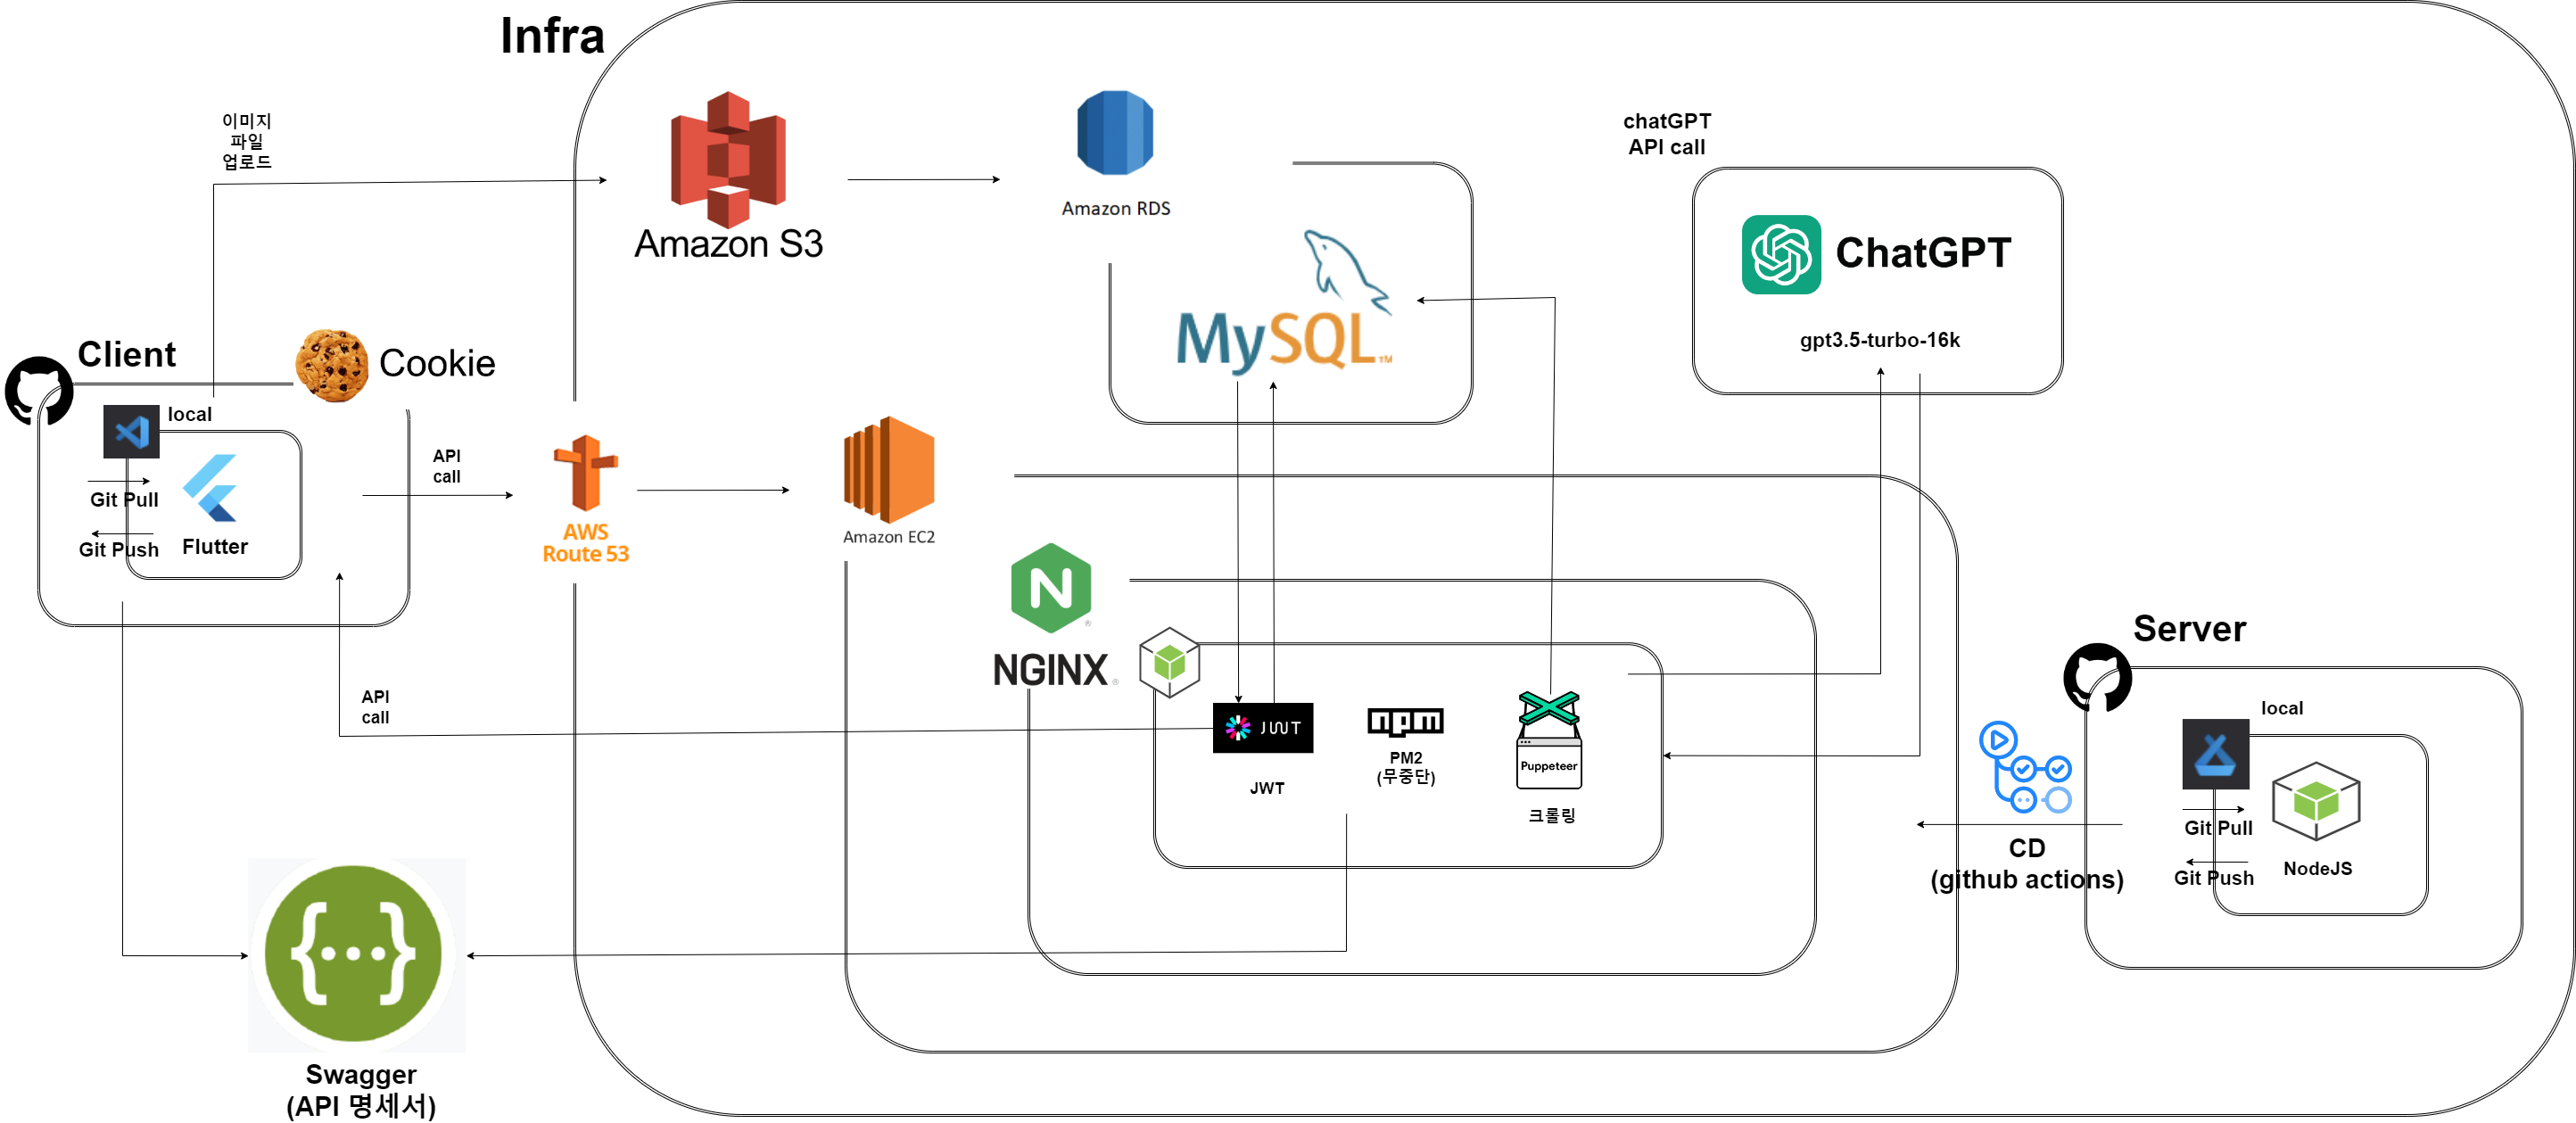 Infra
이미지
파일
업로드
Amazon S3
Amazon RDS
MySQL™
chatGPT
API call
ChatGPT
gpt3.5-turbo-16k
Client
Cookie
local
Git Pull
Git Push
Flutter
API
call
AWS
Route 53
Amazon EC2
NGINX
API
call
JWT
JWT
npm
PM2
(무중단)
Puppeteer
크롤링
Server
local
Git Pull
Git Push
NodeJS
CD
(github actions)
{...}
Swagger
(API 명세서)